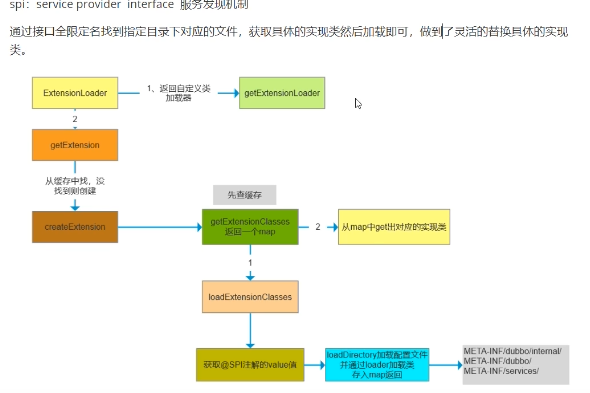 spi：service provider  interface  服务发现机制
通过接口全限定名找到指定目录下对应的文件，获取具体的实现类然后加载即可，做到了灵活的替换具体的实现
类。
ExtensionLoader
1、返回自定义类
加载器
getExtensionLoader
2
getExtension
从缓存中找，没
找到则创建
先查缓存
createExtension
getExtensionClasses
返回一个map
2
从map中get出对应的实现类
1
loadExtensionClasses
获取@SPI注解的value值
loadDirectory加载配置文件
并通过loader加载类
存入map返回
META-INF/dubbo/internal/
META-INF/dubbo/
META-INF/services/